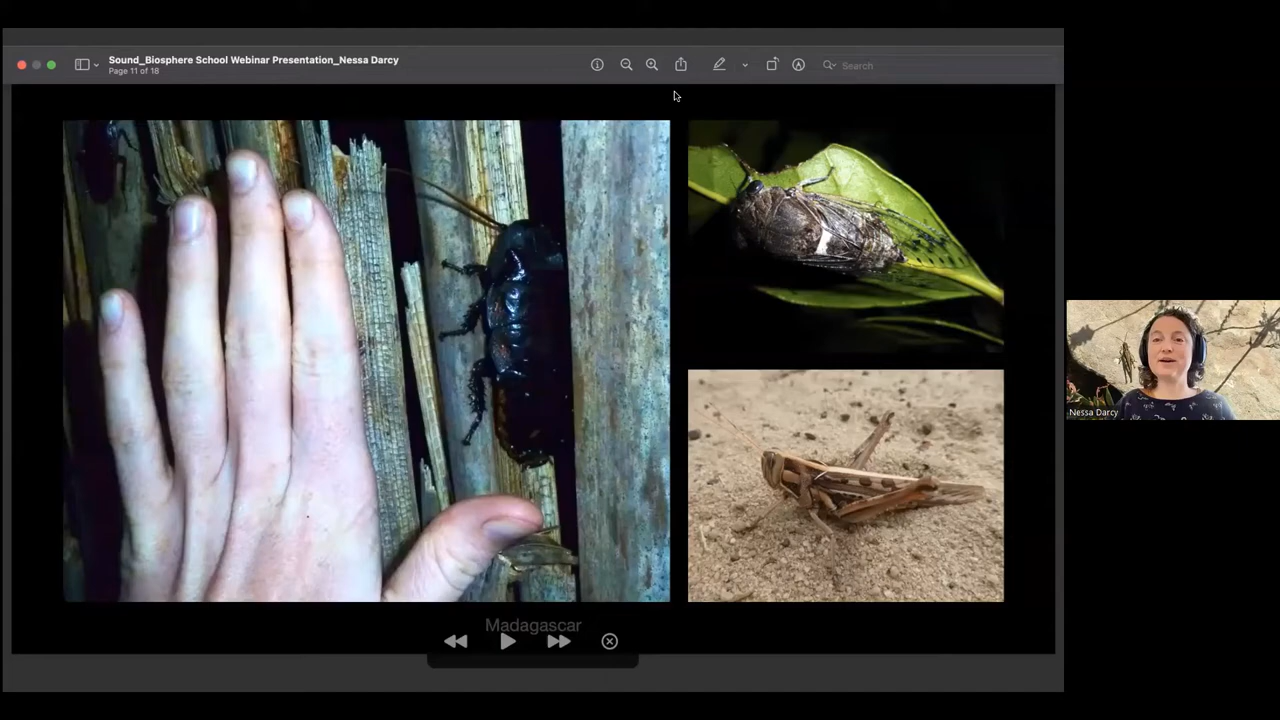 Sound_Biosphere School Webinar Presentation_Nessa Darcy
Page 11 of 18
Search
Nessa Darcy
Madagascar